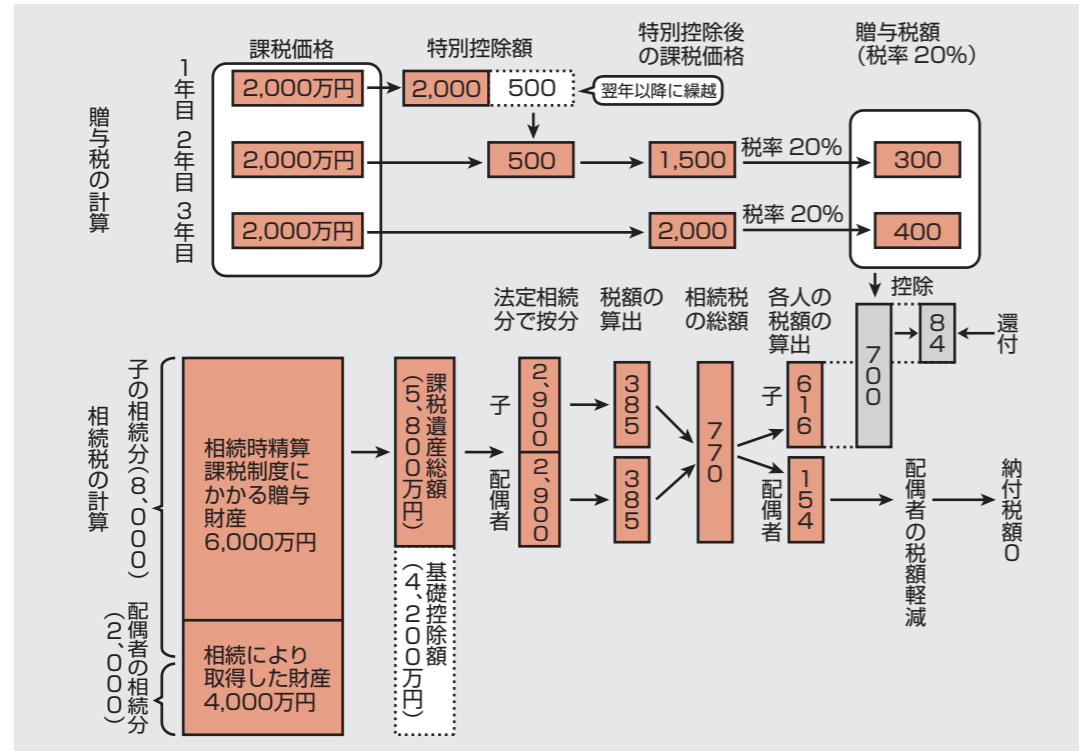 課税価格
特別控除額
特別控除後
の課税価格
贈与税額
(税率20%)
贈与税の計算
1年目
2,000万円
2,000
500
翌年以降に繰越
2年目
2,000万円
500
1,500
税率20%
300
3年目
2,000万円
2,000
税率20%
400
控除
700
84
還付
法定相続
分で按分
税額の
算出
相続税
の総額
各人の
税額の
算出
相続税の計算
子の相続分(8,000)
配偶者の相続分
(2,000)
相続時精算
課税制度に
かかる贈与
財産
6,000万円
相続により
取得した財産
4,000万円
課税遺産総額
(5,800万円)
基礎控除額
(4,200万円)
子
2,900
385
配偶者
2,900
385
770
子
616
配偶者
154
配偶者の税額軽減
納付税額0